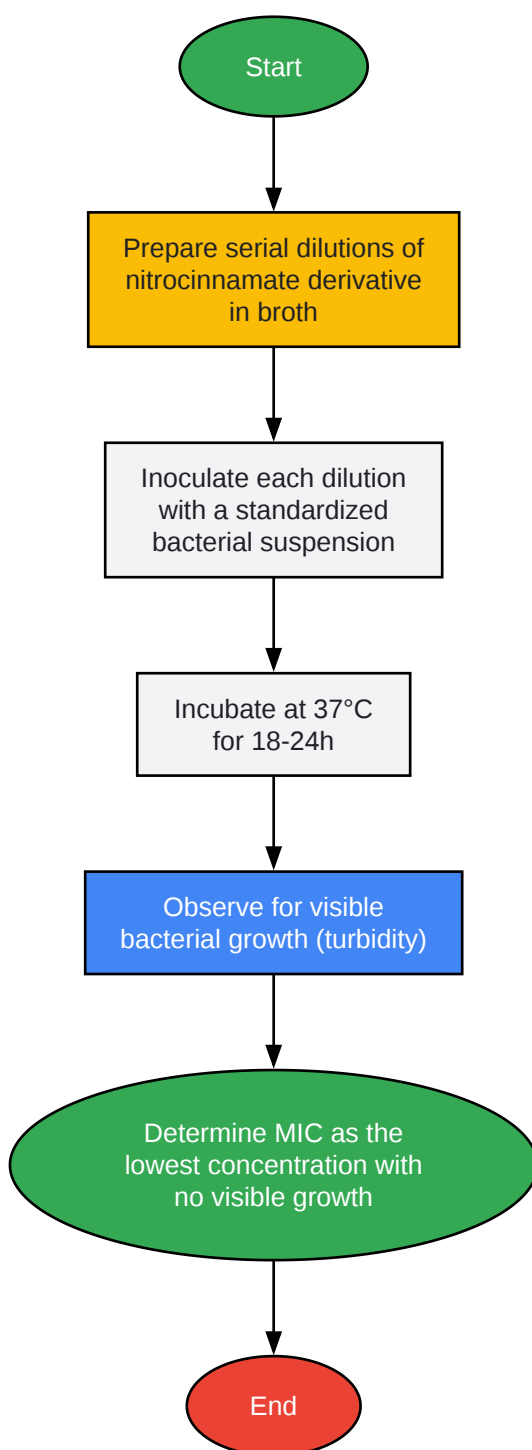 Start
Prepare serial dilutions of
nitrocinnamate derivative
in broth
Inoculate each dilution
with a standardized
bacterial suspension
Incubate at 37°C
for 18-24h
Observe for visible
bacterial growth (turbidity)
Determine MIC as the
lowest concentration with
no visible growth
End